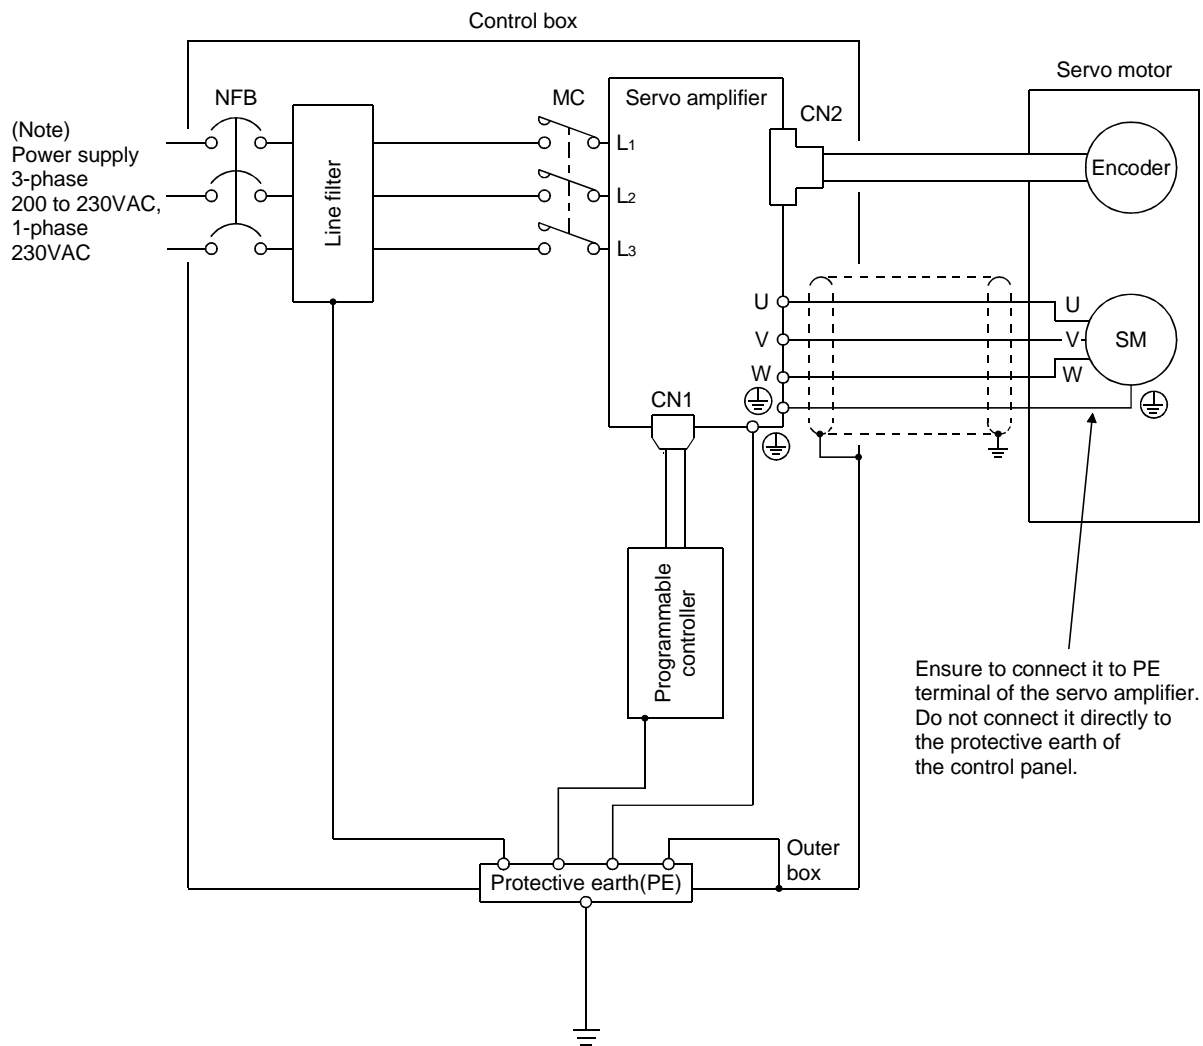 Control box
Servo motor
NFB
MC
Servo amplifier
CN2
(Note)
Power supply
3-phase
200 to 230VAC,
1-phase
230VAC
Line filter
L1
L2
L3
Encoder
U
V
W
U
V
W
SM
CN1
Programmable
controller
Ensure to connect it to PE
terminal of the servo amplifier.
Do not connect it directly to
the protective earth of
the control panel.
Outer
box
Protective earth(PE)